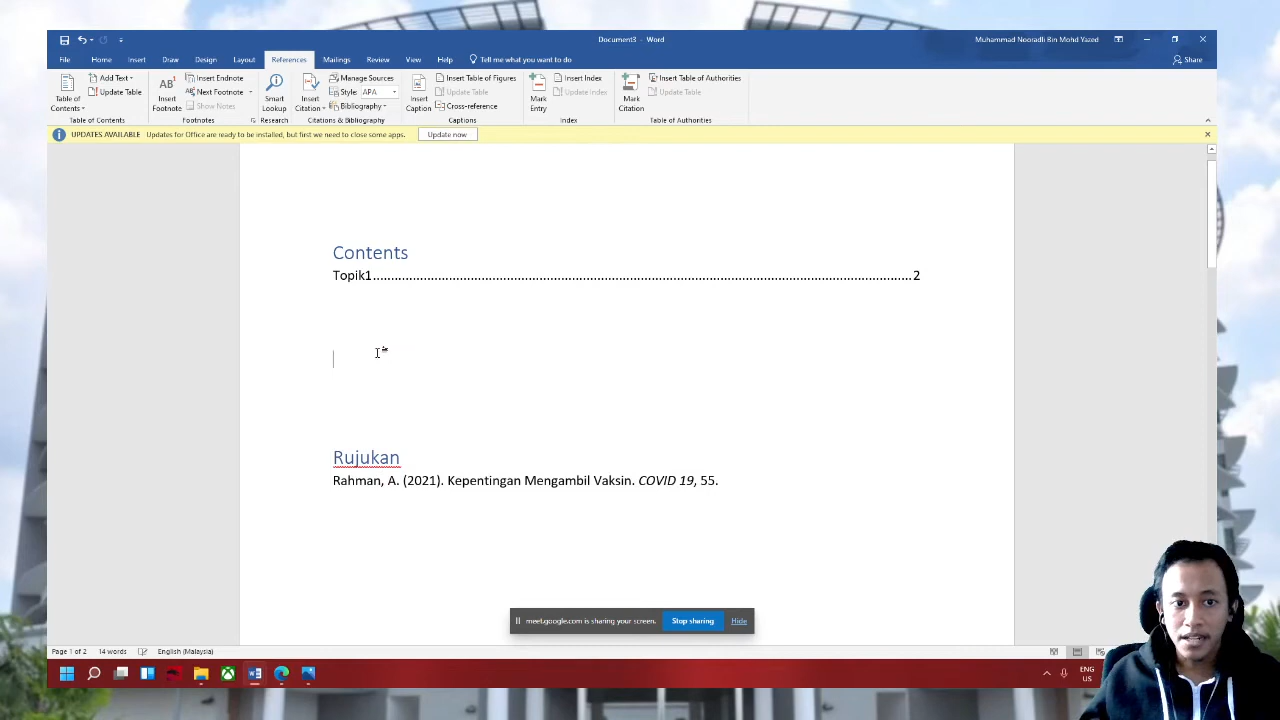 Document3 - Word
Muhammad Nooradli Bin Mohd Yazed
File
Home
Insert
Draw
Design
Layout
References
Mailings
Review
View
Help
Tell me what you want to do
Share
Table of Contents
Add Text
Update Table
Table of Contents
AB1
Insert Footnote
Insert Endnote
Next Footnote
Show Notes
Footnotes
Smart Lookup
Research
Insert Citation
Manage Sources
Style: APA
Bibliography
Citations & Bibliography
Insert Caption
Insert Table of Figures
Update Table
Cross-reference
Captions
Mark Entry
Insert Index
Update Index
Index
Mark Citation
Insert Table of Authorities
Update Table
Table of Authorities
UPDATES AVAILABLE Updates for Office are ready to be installed, but first we need to close some apps. Update now
Contents
Topik1..........2
Rujukan
Rahman, A. (2021). Kepentingan Mengambil Vaksin. COVID 19, 55.
meet.google.com is sharing your screen. Stop sharing Hide
Page 1 of 2 14 words English (Malaysia)
ENG
US